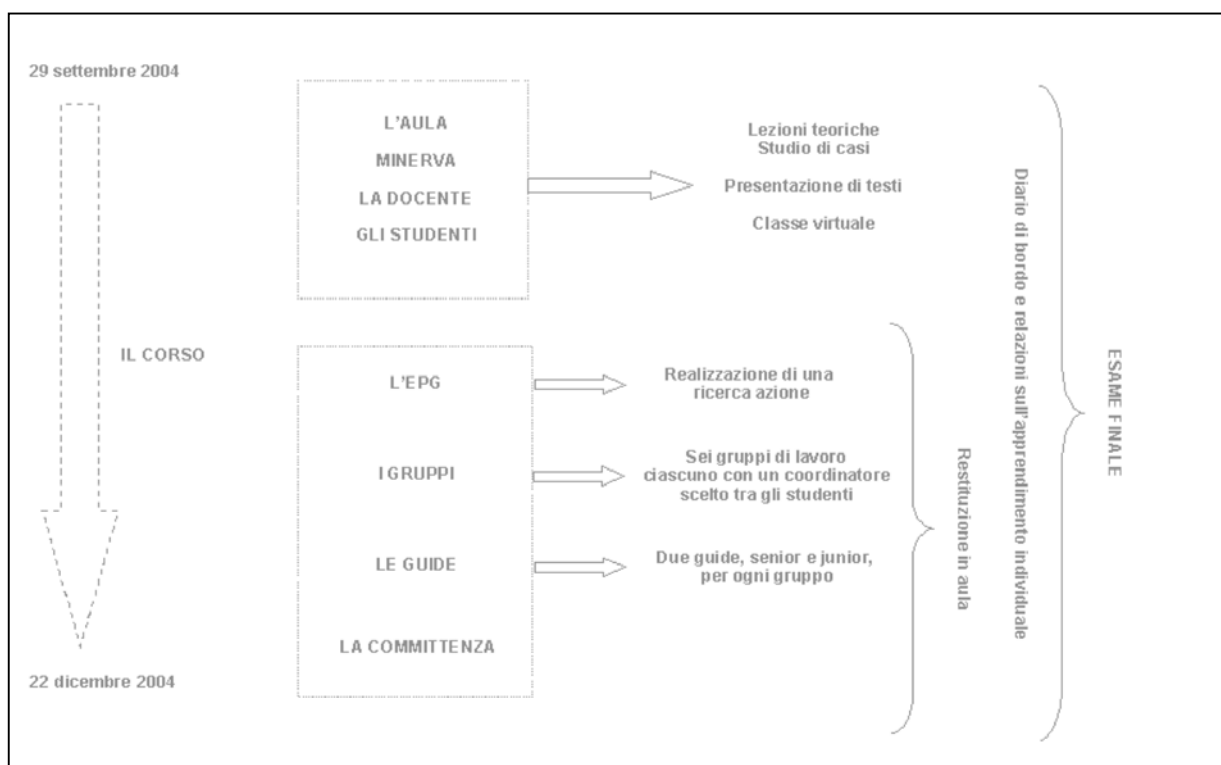 29 settembre 2004
IL CORSO
22 dicembre 2004
L'AULA
MINERVA
LA DOCENTE
GLI STUDENTI
Lezioni teoriche
Studio di casi
Presentazione di testi
Classe virtuale
L'EPG
Realizzazione di una
ricerca azione
I GRUPPI
Sei gruppi di lavoro
ciascuno con un coordinatore
scelto tra gli studenti
LE GUIDE
Due guide, senior e junior,
per ogni gruppo
LA COMMITTENZA
Restituzione in aula
Diario di bordo e relazioni sull'apprendimento individuale
ESAME FINALE